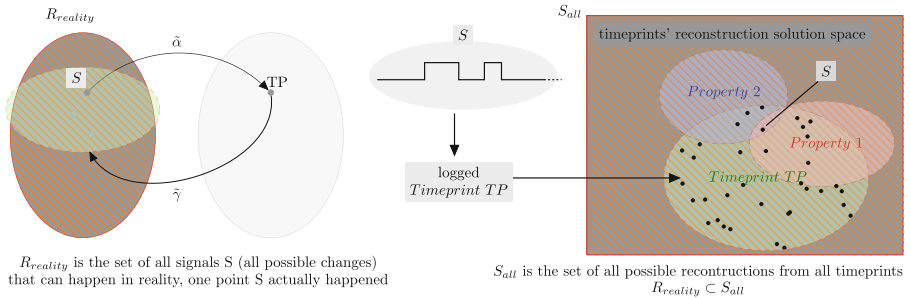 R_reality
S
α̃
TP
γ̃
R_reality is the set of all signals S (all possible changes)
that can happen in reality, one point S actually happened
S
logged
Timeprint TP
S_all
timeprints' reconstruction solution space
S
Property 2
Property 1
Timeprint TP
S_all is the set of all possible recontructions from all timeprints
R_reality ⊂ S_all